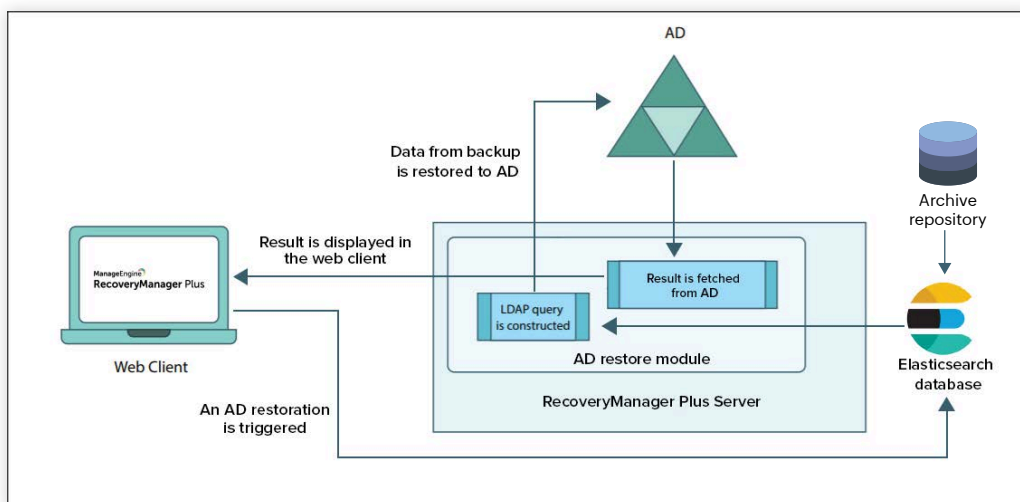 AD
Data from backup
is restored to AD
Archive
repository
Result is displayed in
the web client
ManageEngine
RecoveryManager Plus
Result is fetched
from AD
LDAP query
is constructed
AD restore module
Elasticsearch
database
Web Client
RecoveryManager Plus Server
An AD restoration
is triggered